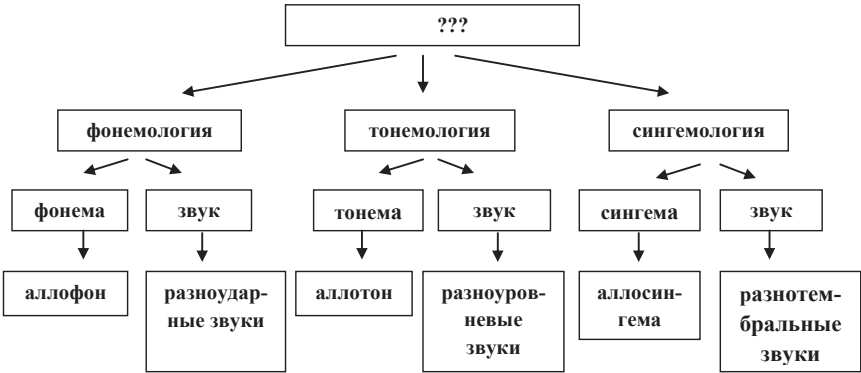 ???
фонемология
тонемология
сингемология
фонема
звук
тонема
звук
сингема
звук
аллофон
разноудар-
ные звуки
аллотон
разноуров-
невые
звуки
аллосин-
гема
разнотем-
бральные
звуки